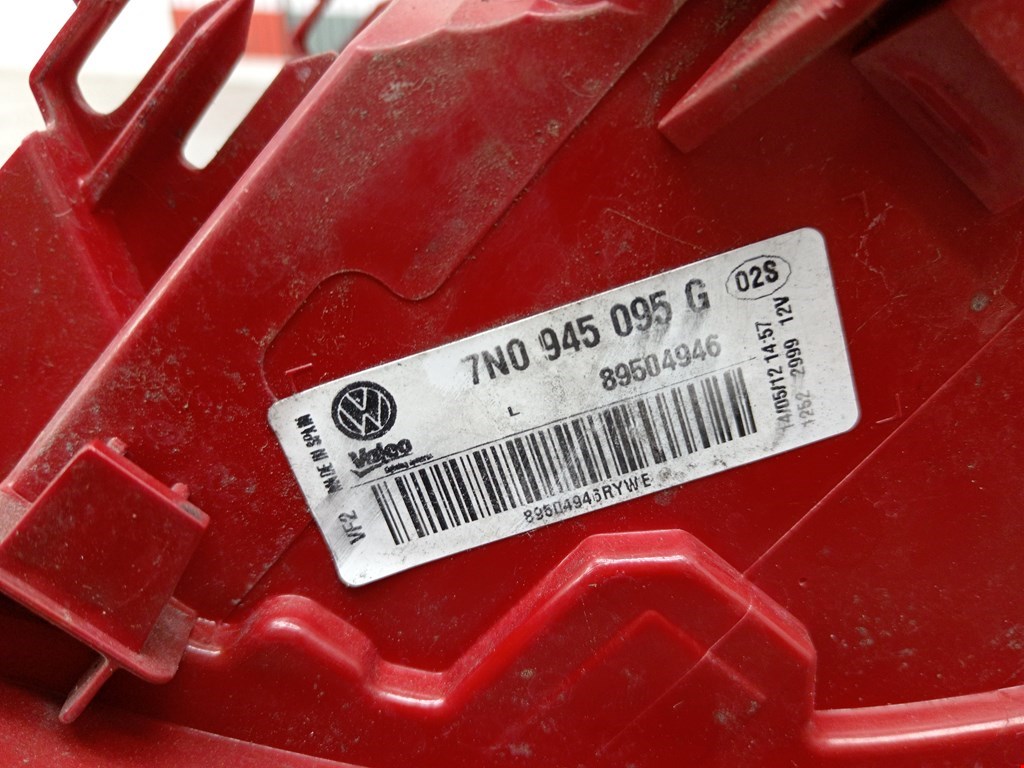 7N0 945 095 G
02S
89504946
L
Valeo
MADE IN SPAIN
VF2
89504946RYWE
14/05/12 14:57
1252 2999 12V